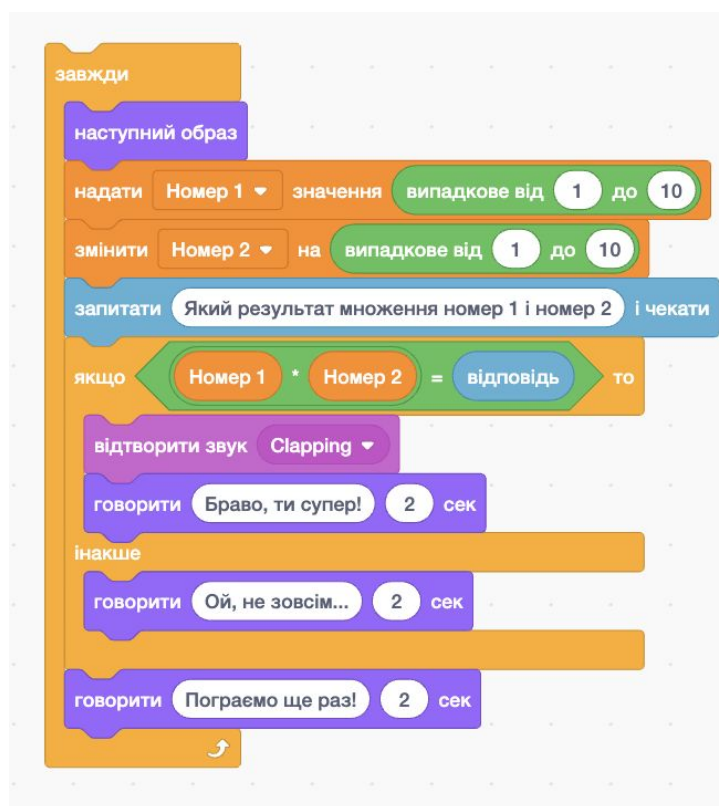 завжди
наступний образ
надати Номер 1 значення випадкове від 1 до 10
змінити Номер 2 на випадкове від 1 до 10
запитати Який результат множення номер 1 і номер 2 і чекати
якщо Номер 1 * Номер 2 = відповідь то
відтворити звук Clapping
говорити Браво, ти супер! 2 сек
інакше
говорити Ой, не зовсім... 2 сек
говорити Пограємо ще раз! 2 сек